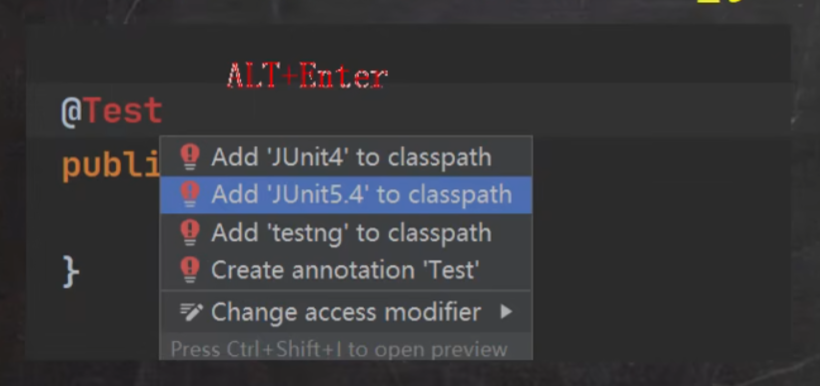 ALT+Enter
@Test
publi
Add 'JUnit4' to classpath
Add 'JUnit5.4' to classpath
Add 'testng' to classpath
}
Create annotation 'Test'
Change access modifier
Press Ctrl+Shift+I to open preview